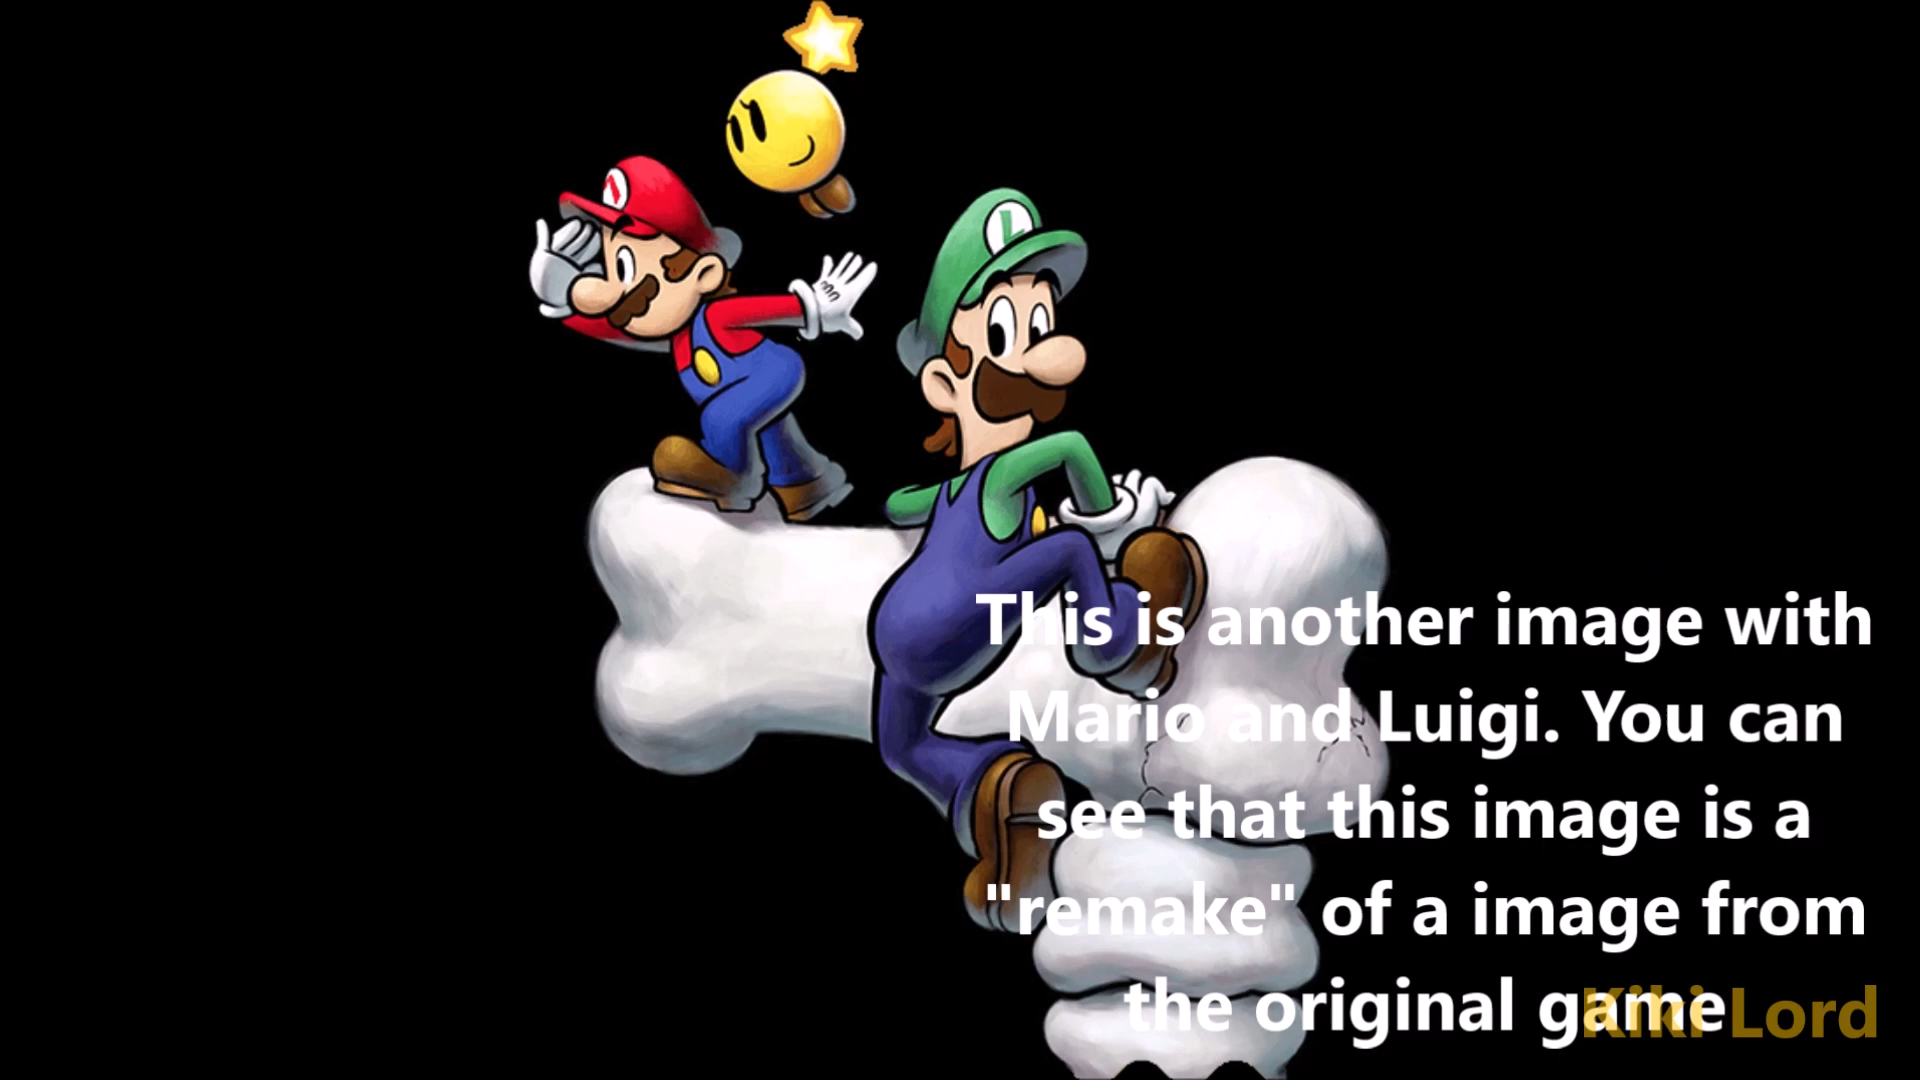 L
This is another image with
Mario and Luigi. You can
see that this image is a
"remake" of a image from
the original game
Kiki Lord